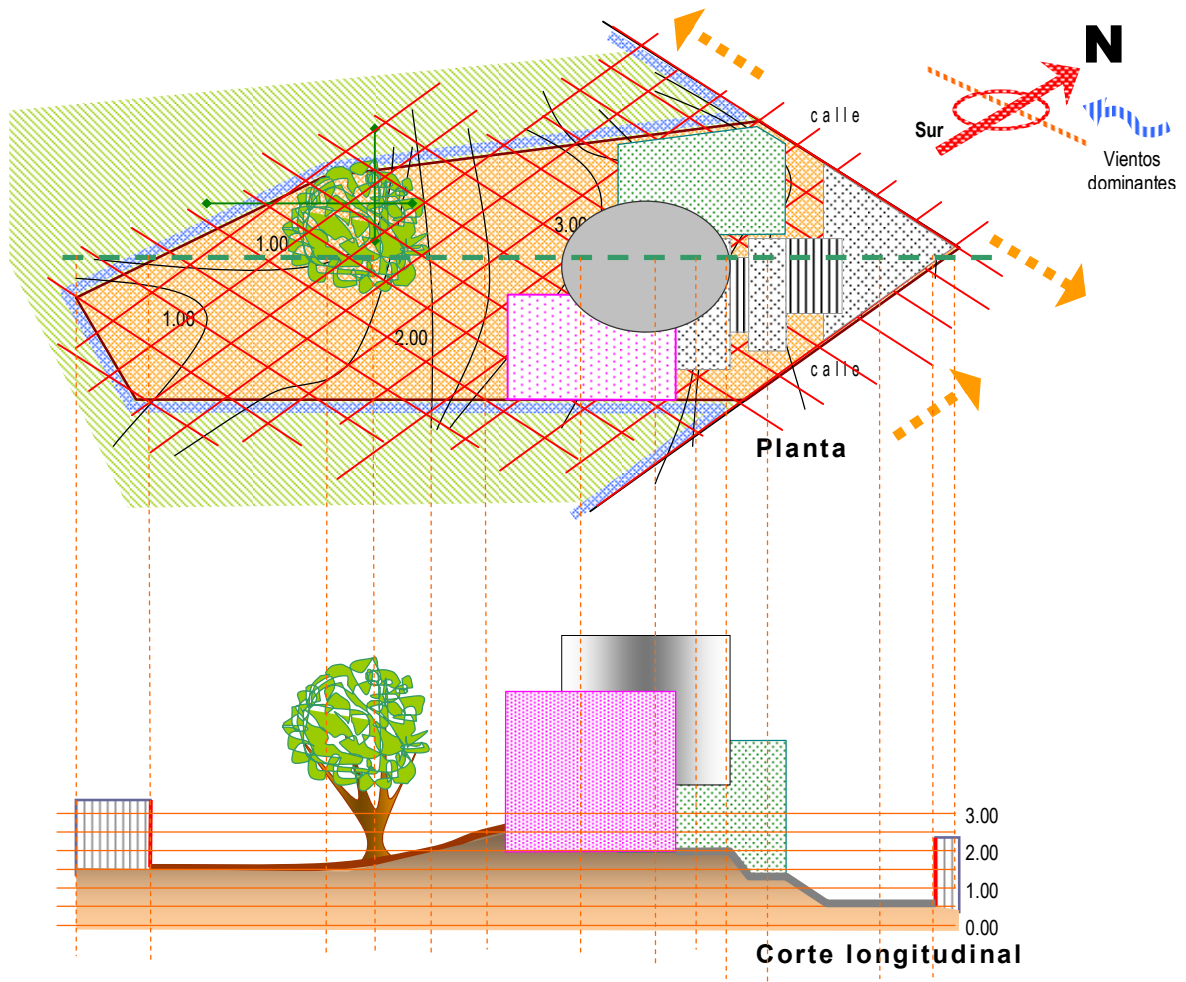 N
calle
Sur
Vientos
dominantes
3.00
1.00
1.00
2.00
calle
Planta
3.00
2.00
1.00
0.00
Corte longitudinal